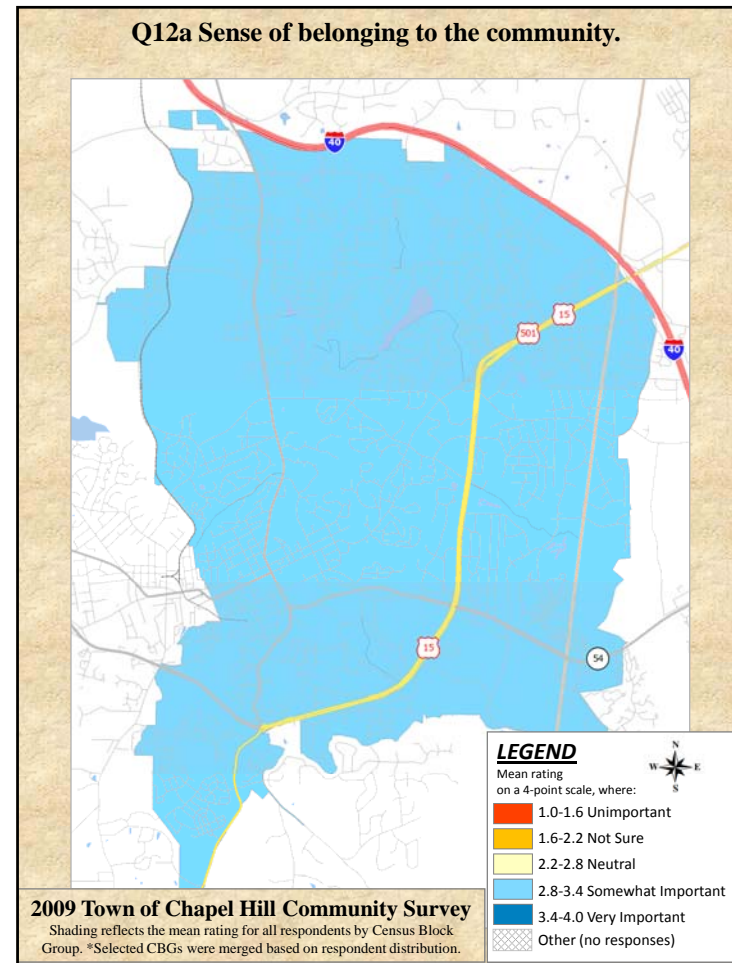 Q12a Sense of belonging to the community.
40
15
501
40
15
54
LEGEND
N
W E
S
Mean rating
on a 4-point scale, where:
1.0-1.6 Unimportant
1.6-2.2 Not Sure
2.2-2.8 Neutral
2.8-3.4 Somewhat Important
3.4-4.0 Very Important
Other (no responses)
2009 Town of Chapel Hill Community Survey
Shading reflects the mean rating for all respondents by Census Block
Group. *Selected CBGs were merged based on respondent distribution.